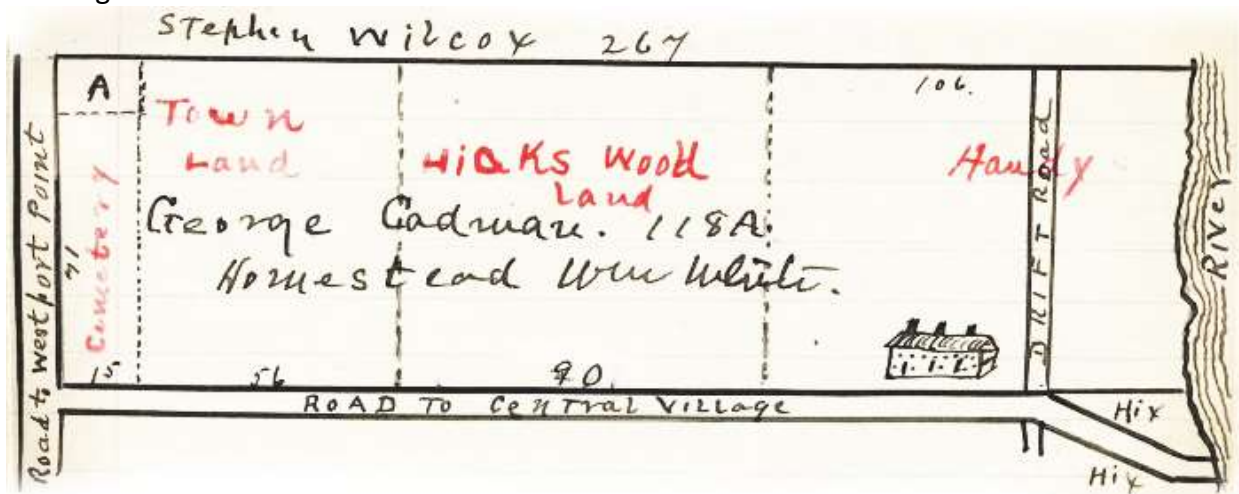 Stephen Wilcox 267
A
106.
Town
Land
Hicks Wood
Land
Handy
George Cadman. 118A.
Homestead Wm White.
Road to Westport Point
71
Cemetery
DRIFT Road
River
15
56
90
ROAD TO Central Village
Hix
Hix